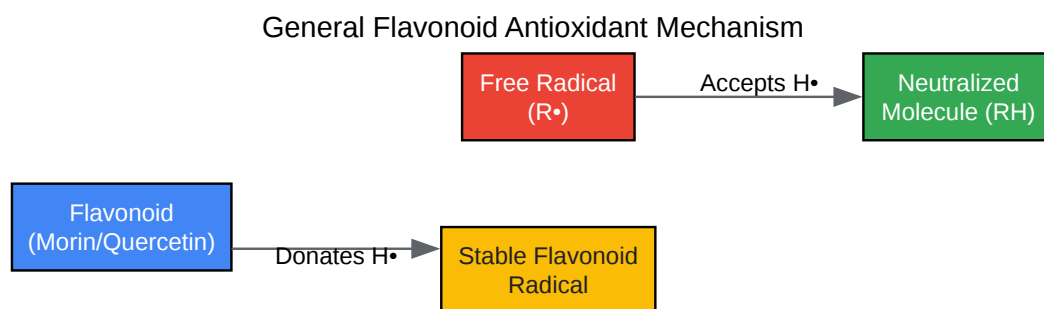 General Flavonoid Antioxidant Mechanism
Free Radical
(R•)
Accepts H•
Neutralized
Molecule (RH)
Flavonoid
(Morin/Quercetin)
Donates H•
Stable Flavonoid
Radical